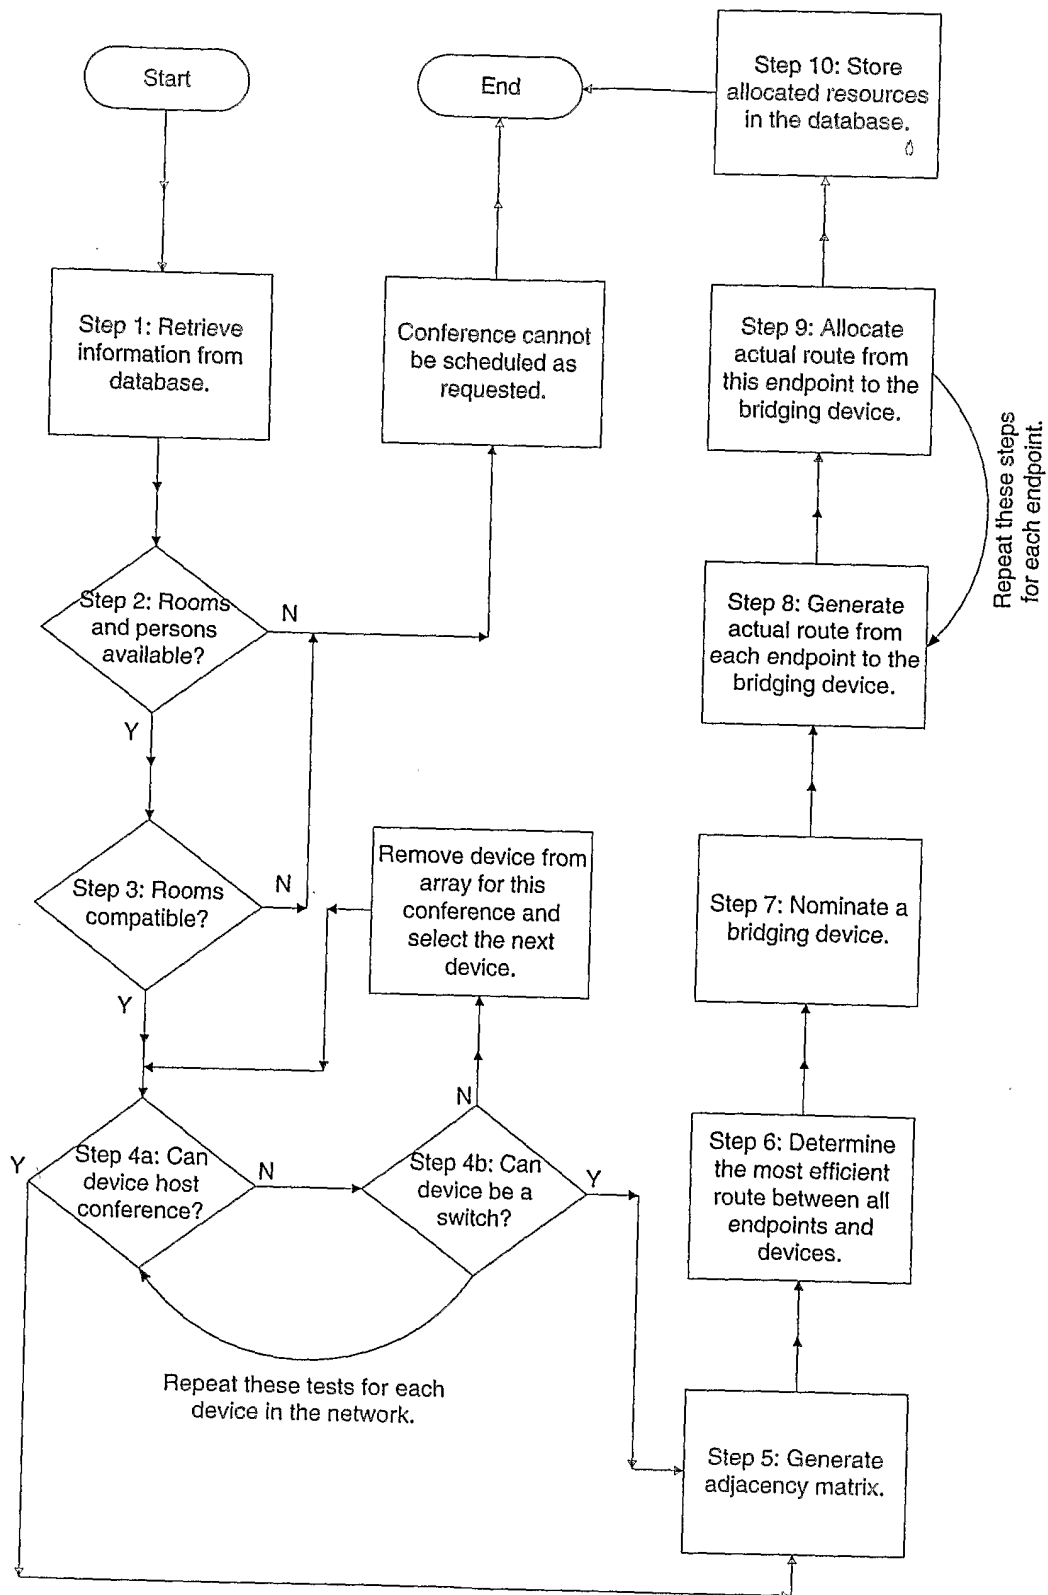 Start
End
Step 10: Store
allocated resources
in the database.
Step 1: Retrieve
information from
database.
Conference cannot
be scheduled as
requested.
Step 9: Allocate
actual route from
this endpoint to the
bridging device.
Repeat these steps
for each endpoint.
Step 2: Rooms
and persons
available?
N
Y
Step 8: Generate
actual route from
each endpoint to the
bridging device.
Step 3: Rooms
compatible?
N
Y
Remove device from
array for this
conference and
select the next
device.
Step 7: Nominate a
bridging device.
Step 4a: Can
device host
conference?
Y
N
Step 4b: Can
device be a
switch?
N
Y
Step 6: Determine
the most efficient
route between all
endpoints and
devices.
Repeat these tests for each
device in the network.
Step 5: Generate
adjacency matrix.